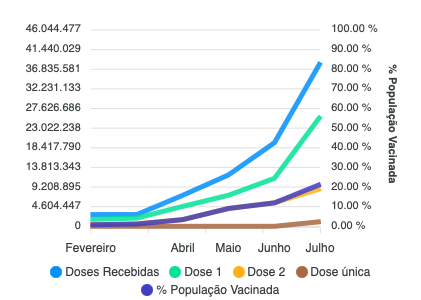 46.044.477 100.00 %
41.440.029 90.00 %
36.835.581 80.00 %
32.231.133 70.00 %
27.626.686 60.00 %
23.022.238 50.00 %
18.417.790 40.00 %
13.813.343 30.00 %
9.208.895 20.00 %
4.604.447 10.00 %
0 0.00 %
% População Vacinada
Fevereiro Abril Maio Junho Julho
Doses Recebidas Dose 1 Dose 2 Dose única
% População Vacinada